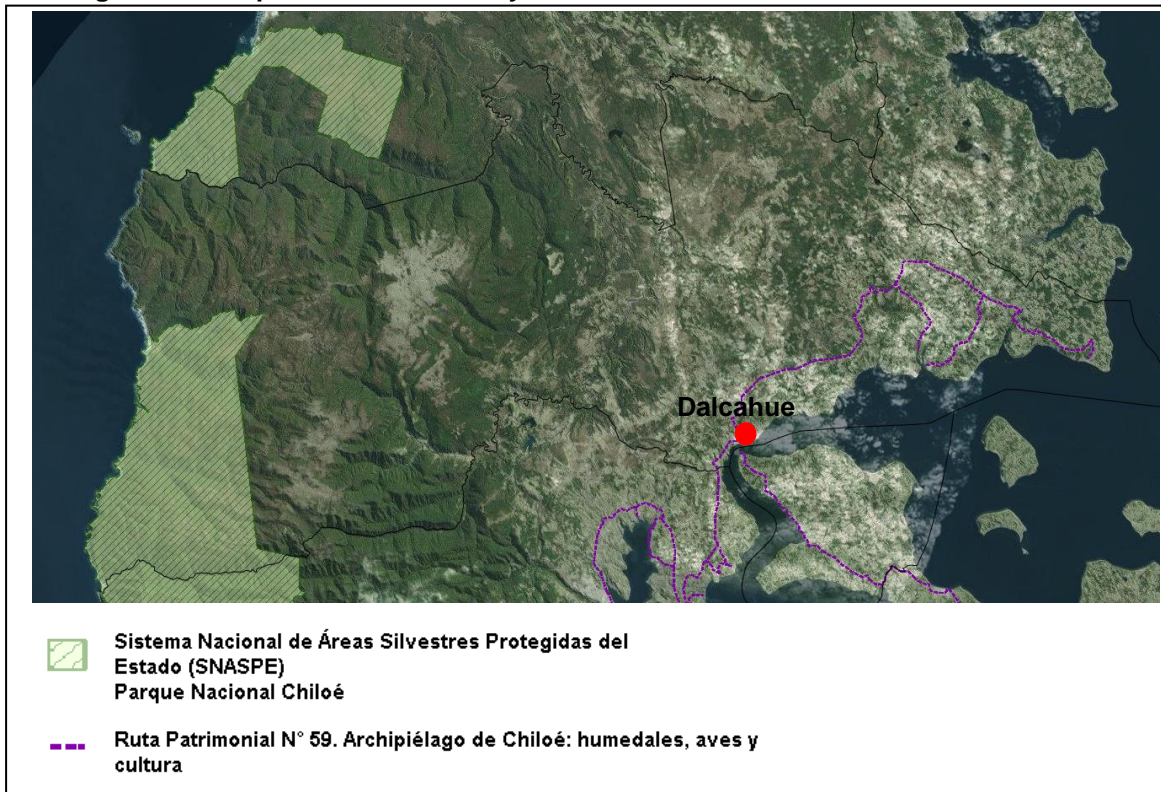 Dalcahue
Sistema Nacional de Áreas Silvestres Protegidas del
Estado (SNASPE)
Parque Nacional Chiloé
Ruta Patrimonial N° 59. Archipiélago de Chiloé: humedales, aves y
cultura